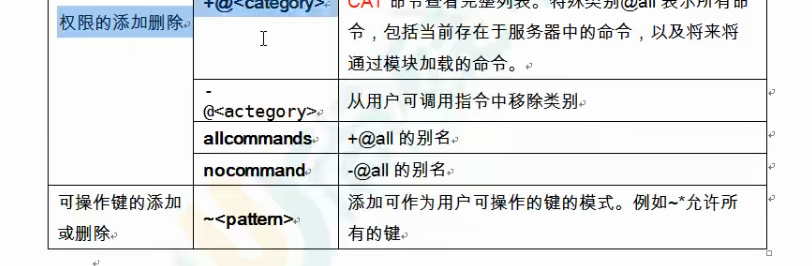 权限的添加删除
+@<category>
CAT 命令查看完整列表。特殊类别@all 表示所有命
令，包括当前存在于服务器中的命令，以及将来将
通过模块加载的命令。
-
@<actegory>
从用户可调用指令中移除类别
allcommands
+@all 的别名
nocommand
-@all 的别名
可操作键的添加
或删除
~<pattern>
添加可作为用户可操作的键的模式。例如~*允许所
有的键